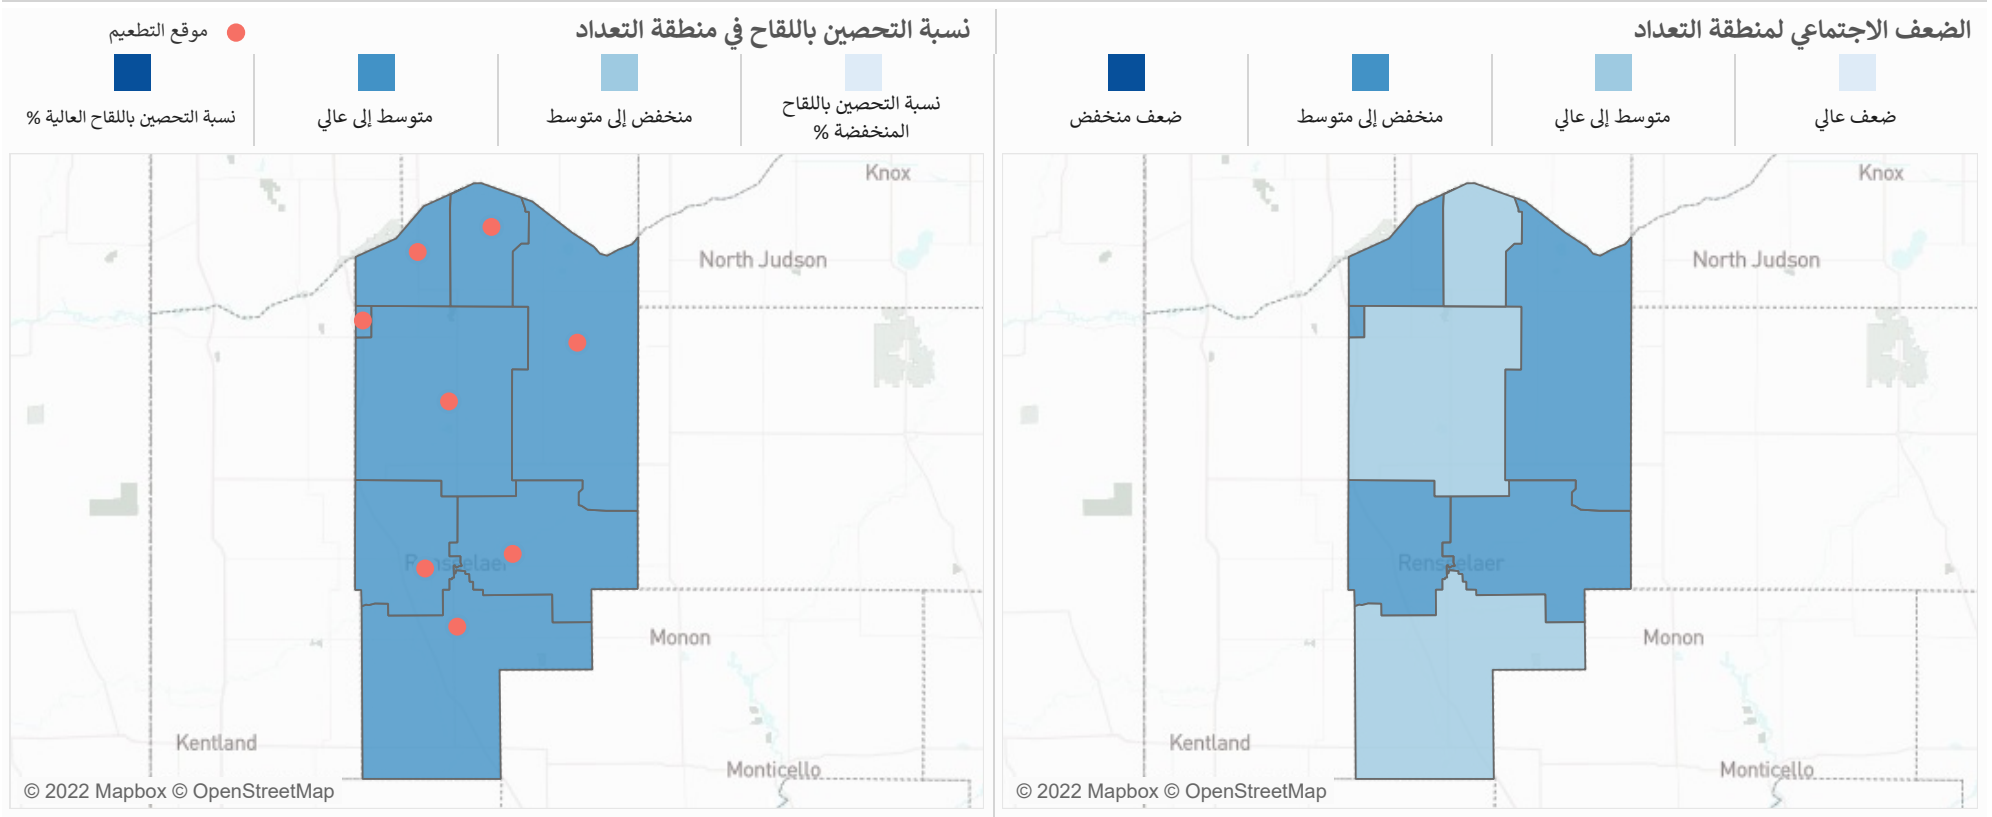 الضعف الاجتماعي لمنطقة التعداد
ضعف عالي
متوسط إلى عالي
منخفض إلى متوسط
ضعف منخفض
Knox
North Judson
Rensselaer
Monon
Kentland
Monticello
© 2022 Mapbox © OpenStreetMap
نسبة التحصين باللقاح في منطقة التعداد
موقع التطعيم
نسبة التحصين باللقاح
المنخفضة %
منخفض إلى متوسط
متوسط إلى عالي
نسبة التحصين باللقاح العالية %
Knox
North Judson
Rensselaer
Monon
Kentland
Monticello
© 2022 Mapbox © OpenStreetMap